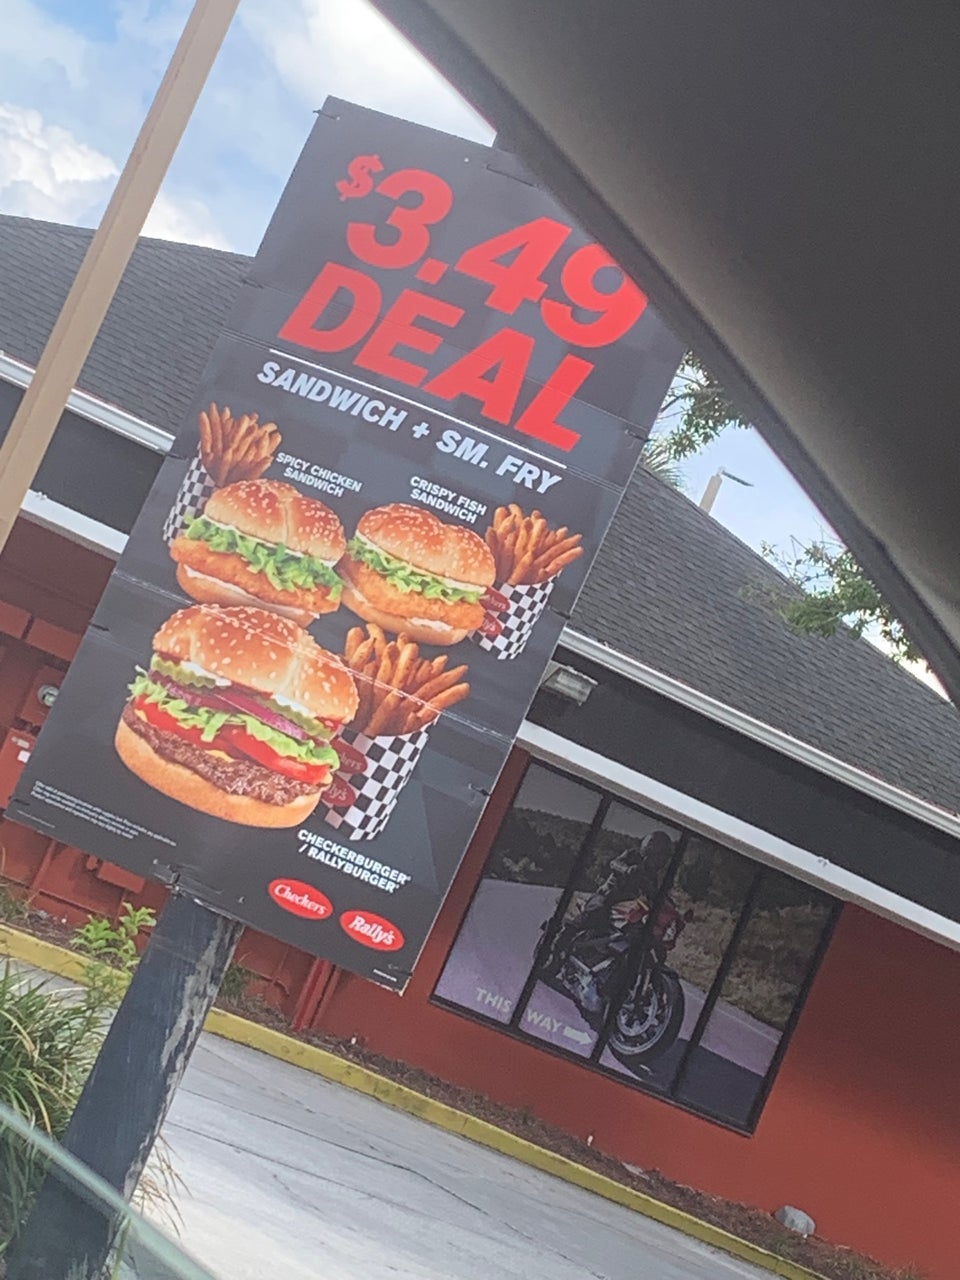 $3.49
DEAL
SANDWICH + SM. FRY
SPICY CHICKEN
SANDWICH
CRISPY FISH
SANDWICH
CHECKERBURGER®
/ RALLYBURGER®
Checkers Rally's
THIS WAY